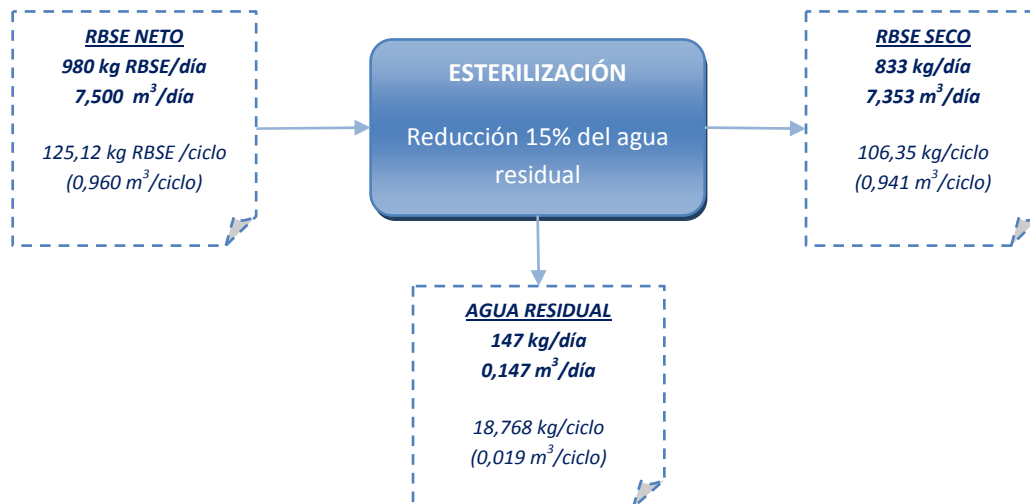 RBSE NETO
980 kg RBSE/día
7,500 m³/día
125,12 kg RBSE /ciclo
(0,960 m³/ciclo)
ESTERILIZACIÓN
Reducción 15% del agua
residual
RBSE SECO
833 kg/día
7,353 m³/día
106,35 kg/ciclo
(0,941 m³/ciclo)
AGUA RESIDUAL
147 kg/día
0,147 m³/día
18,768 kg/ciclo
(0,019 m³/ciclo)